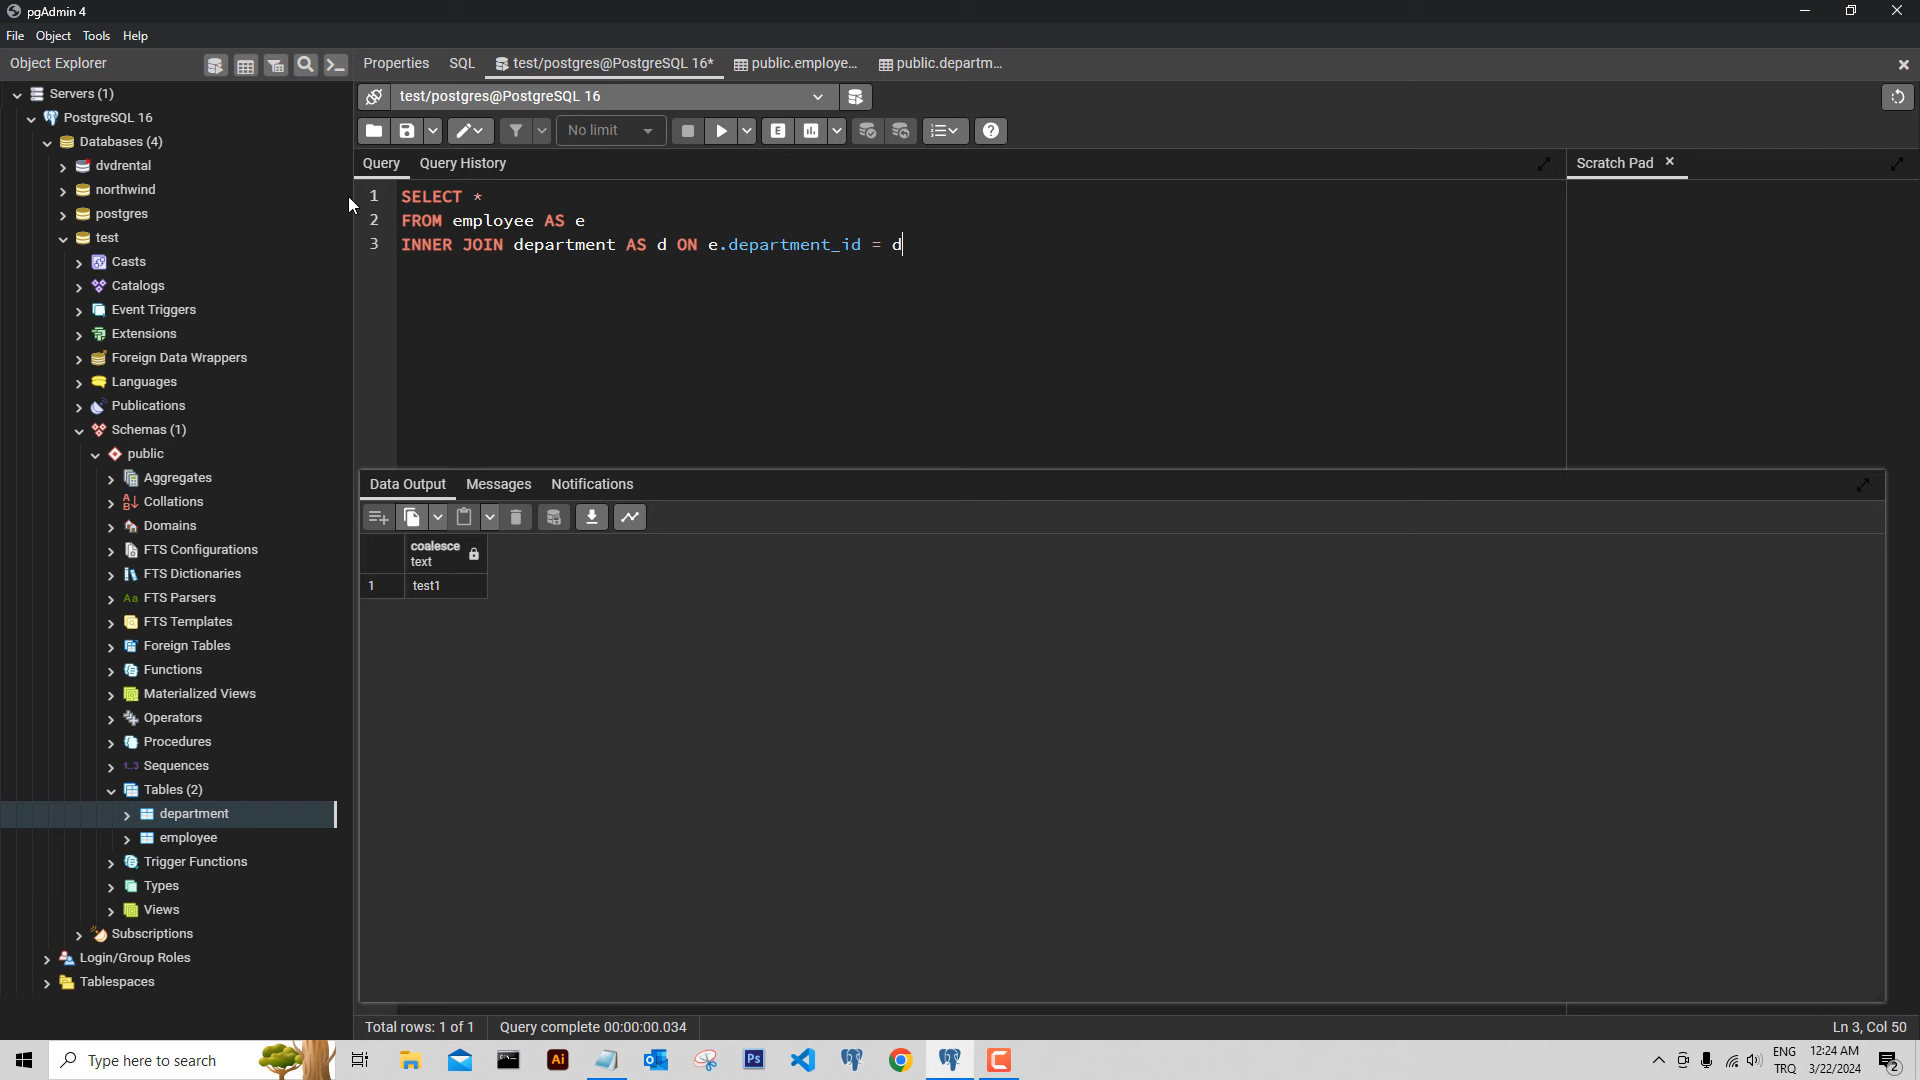 pgAdmin 4
File Object Tools Help
Object Explorer
Properties SQL test/postgres@PostgreSQL 16* public.employe... public.departm...
test/postgres@PostgreSQL 16
No limit
Query Query History
Scratch Pad
1 SELECT *
2 FROM employee AS e
3 INNER JOIN department AS d ON e.department_id = d
Servers (1)
PostgreSQL 16
Databases (4)
dvdrental
northwind
postgres
test
Casts
Catalogs
Event Triggers
Extensions
Foreign Data Wrappers
Languages
Publications
Schemas (1)
public
Aggregates
Collations
Domains
FTS Configurations
FTS Dictionaries
Aa FTS Parsers
FTS Templates
Foreign Tables
Functions
Materialized Views
Operators
Procedures
1..3 Sequences
Tables (2)
department
employee
Trigger Functions
Types
Views
Subscriptions
Login/Group Roles
Tablespaces
Data Output Messages Notifications
coalesce
text
1 test1
Total rows: 1 of 1 Query complete 00:00:00.034 Ln 3, Col 50
Type here to search
Ai
Ps
ENG
TRQ
12:24 AM
3/22/2024
2